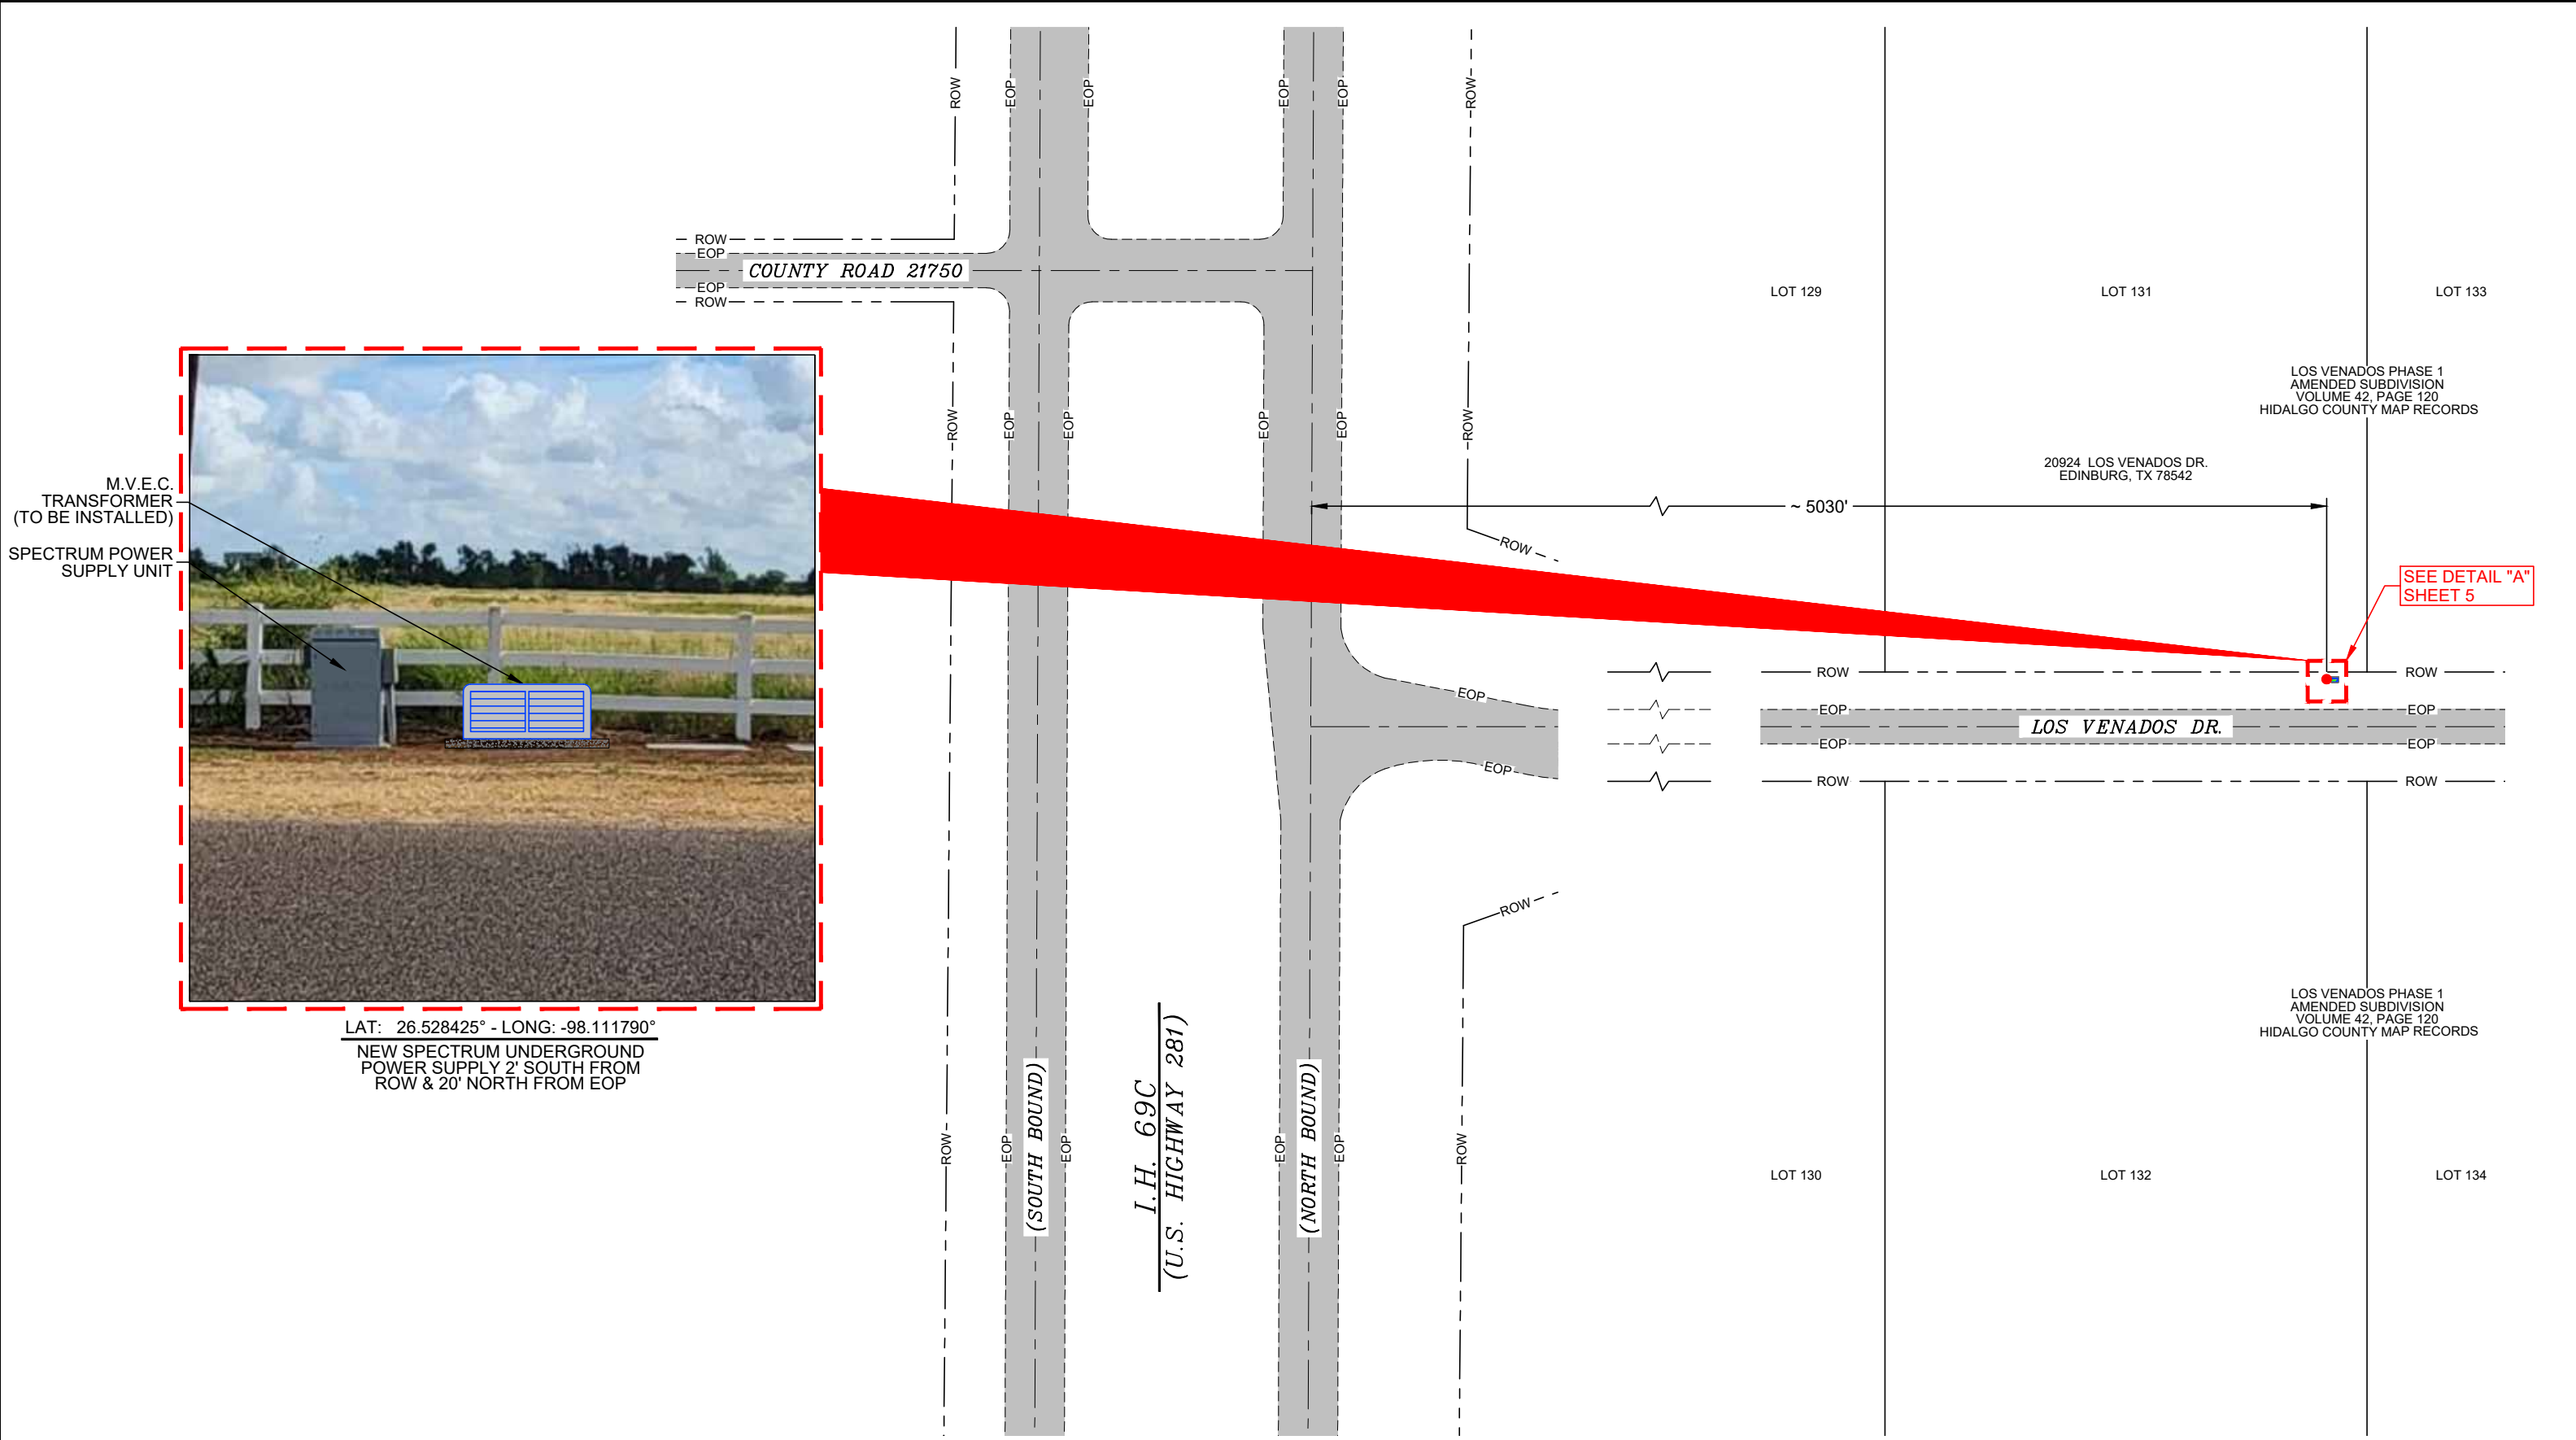 ROW
EOP
EOP
EOP
EOP
ROW
ROW
EOP
COUNTY ROAD 21750
EOP
ROW
LOT 129
LOT 131
LOT 133
LOS VENADOS PHASE 1
AMENDED SUBDIVISION
VOLUME 42, PAGE 120
HIDALGO COUNTY MAP RECORDS
ROW
EOP
EOP
EOP
EOP
ROW
20924 LOS VENADOS DR.
EDINBURG, TX 78542
M.V.E.C.
TRANSFORMER
(TO BE INSTALLED)
SPECTRUM POWER
SUPPLY UNIT
~ 5030'
ROW
SEE DETAIL "A"
SHEET 5
ROW
ROW
EOP
EOP
EOP
LOS VENADOS DR.
EOP
EOP
EOP
ROW
ROW
ROW
LAT: 26.528425° - LONG: -98.111790°
NEW SPECTRUM UNDERGROUND
POWER SUPPLY 2' SOUTH FROM
ROW & 20' NORTH FROM EOP
LOS VENADOS PHASE 1
AMENDED SUBDIVISION
VOLUME 42, PAGE 120
HIDALGO COUNTY MAP RECORDS
ROW
EOP
(SOUTH BOUND)
EOP
I.H. 69C
(U.S. HIGHWAY 281)
EOP
(NORTH BOUND)
EOP
ROW
LOT 130
LOT 132
LOT 134